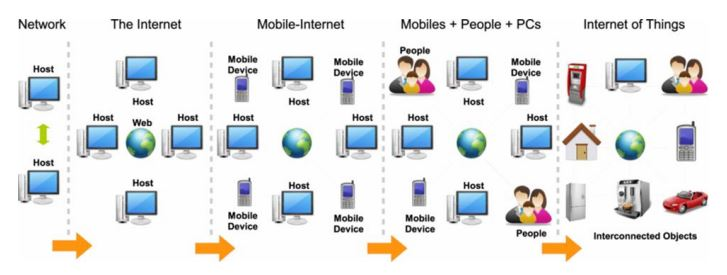 Network
Host
Host
The Internet
Host
Host
Web
Host
Host
Mobile-Internet
Mobile
Device
Host
Mobile
Device
Host
Host
Mobile
Device
Host
Mobile
Device
Mobiles + People + PCs
People
Host
Mobile
Device
Host
Host
Mobile
Device
Host
People
Internet of Things
Interconnected Objects